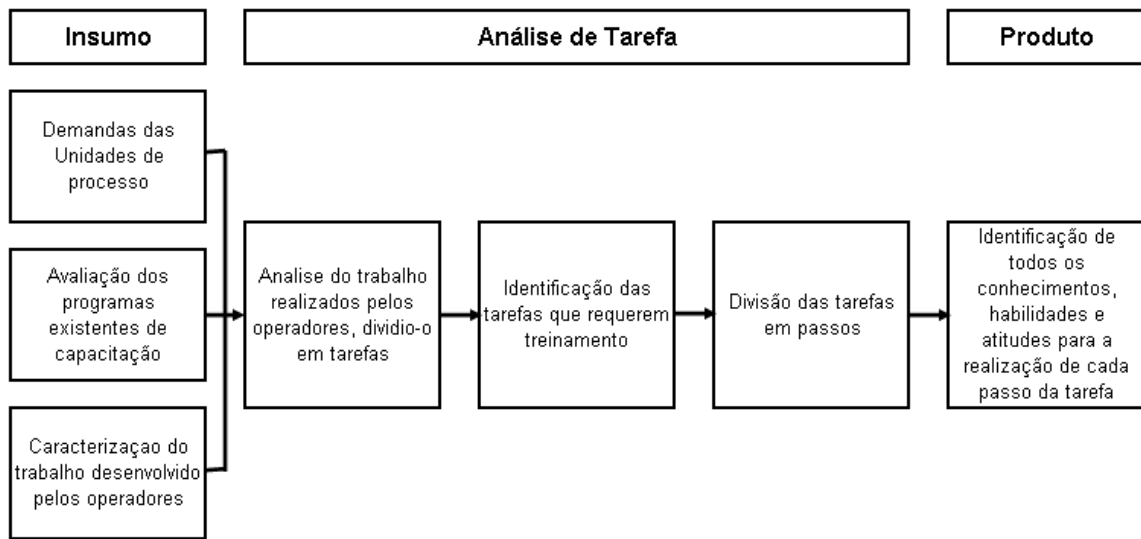 Insumo
Análise de Tarefa
Produto
Demandas das
Unidades de
processo
Avaliação dos
programas
existentes de
capacitação
Caracterizaçao do
trabalho desenvolvido
pelos operadores
Analise do trabalho
realizados pelos
operadores, dividio-o
em tarefas
Identificação das
tarefas que requerem
treinamento
Divisão das tarefas
em passos
Identificação de
todos os
conhecimentos,
habilidades e
atitudes para a
realização de cada
passo da tarefa